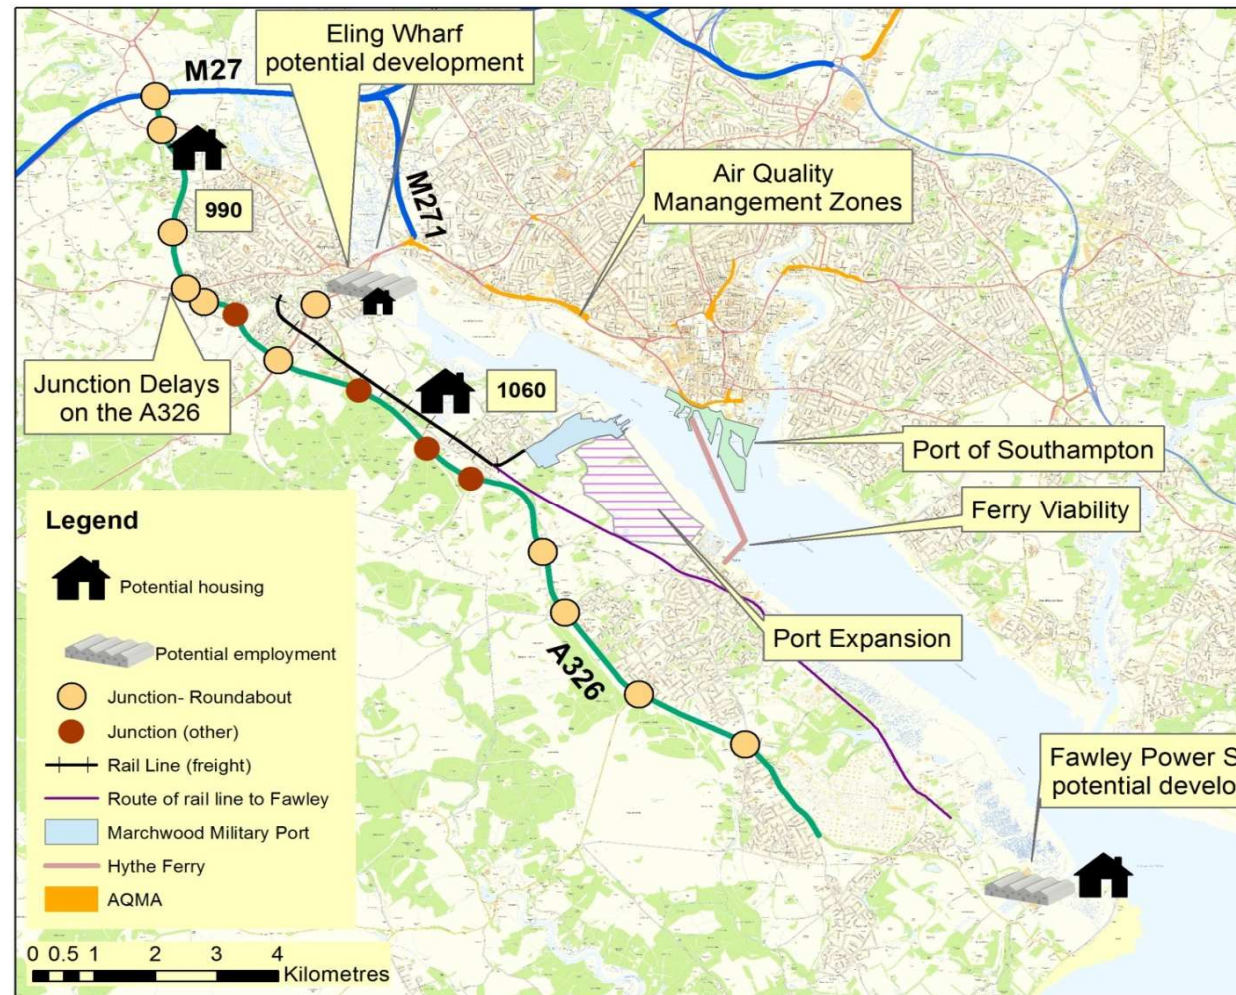 Eling Wharf
potential development
M27
M271
990
Air Quality
Manangement Zones
Junction Delays
on the A326
1060
Port of Southampton
Ferry Viability
Port Expansion
A326
Fawley Power S
potential develo
Legend
Potential housing
Potential employment
Junction- Roundabout
Junction (other)
Rail Line (freight)
Route of rail line to Fawley
Marchwood Military Port
Hythe Ferry
AQMA
0 0.5 1 2 3 4
Kilometres